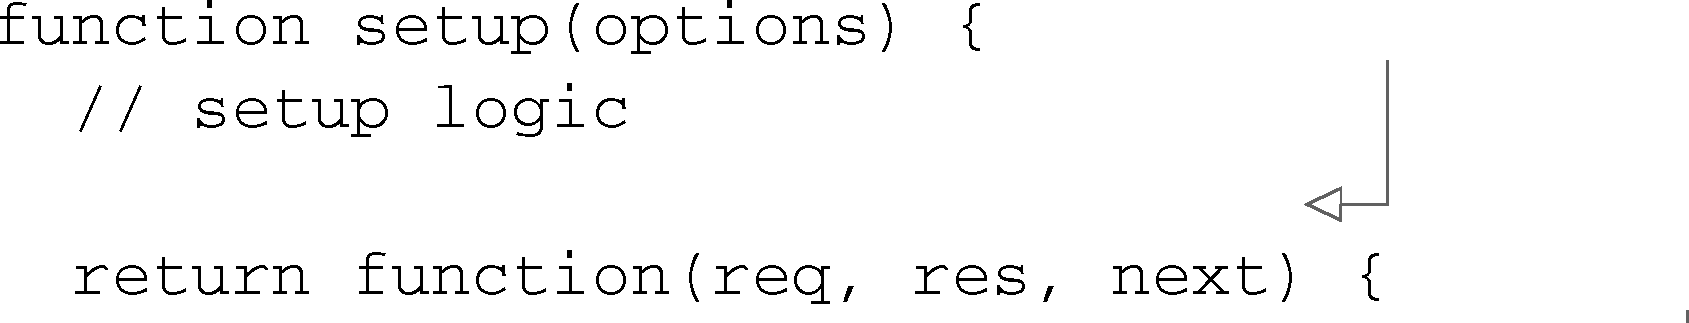 function setup(options) {
// setup logic
return function(req, res, next) {